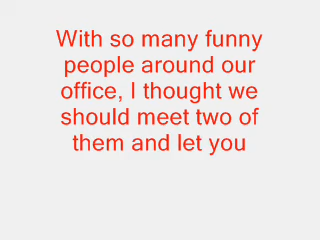 With so many funny
people around our
office, I thought we
should meet two of
them and let you